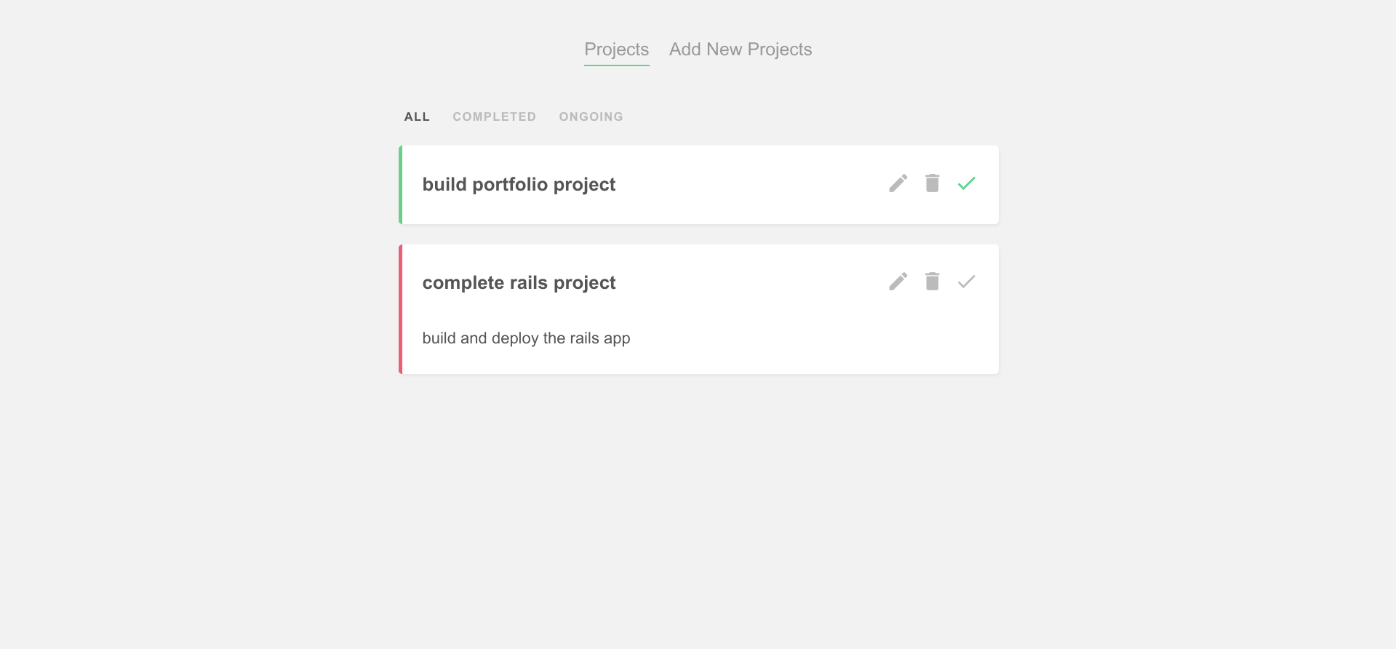 Projects Add New Projects
ALL COMPLETED ONGOING
build portfolio project
complete rails project
build and deploy the rails app